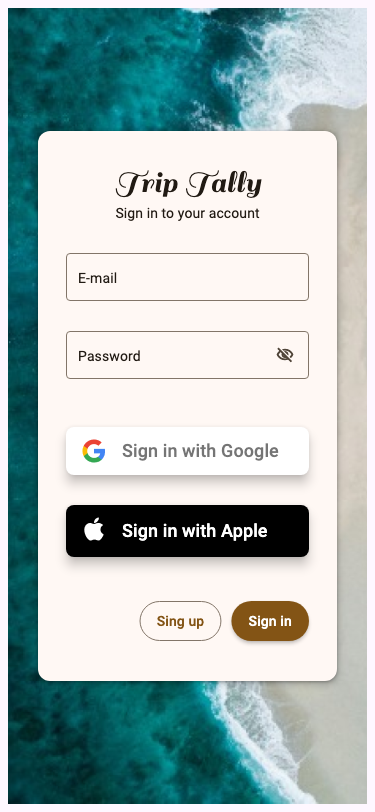 Trip Tally
Sign in to your account
E-mail
Password
Sign in with Google
Sign in with Apple
Sing up
Sign in